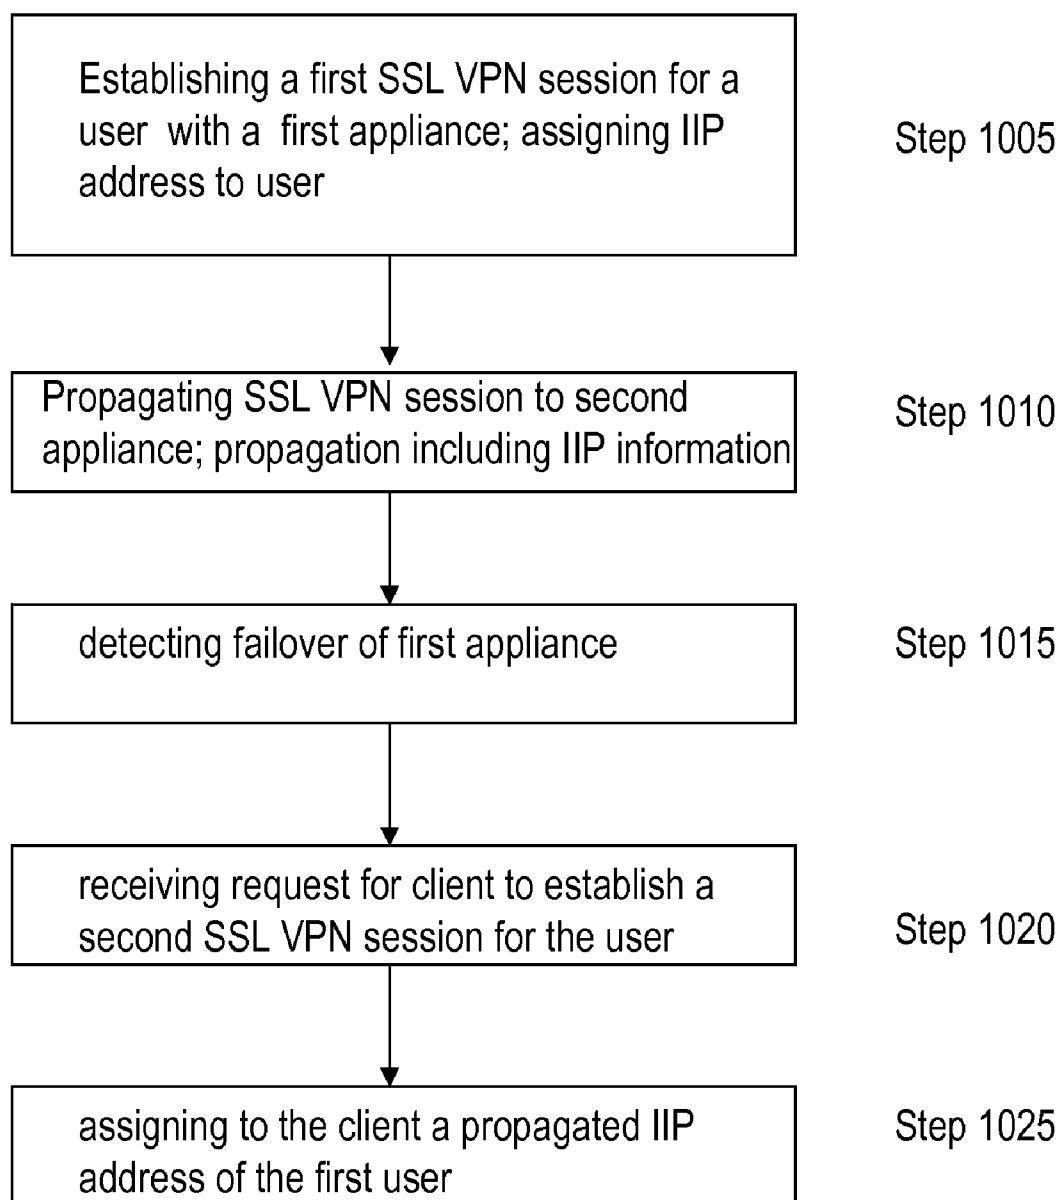 Establishing a first SSL VPN session for a
user with a first appliance; assigning IIP
address to user
Step 1005
Propagating SSL VPN session to second
appliance; propagation including IIP information
Step 1010
detecting failover of first appliance
Step 1015
receiving request for client to establish a
second SSL VPN session for the user
Step 1020
assigning to the client a propagated IIP
address of the first user
Step 1025